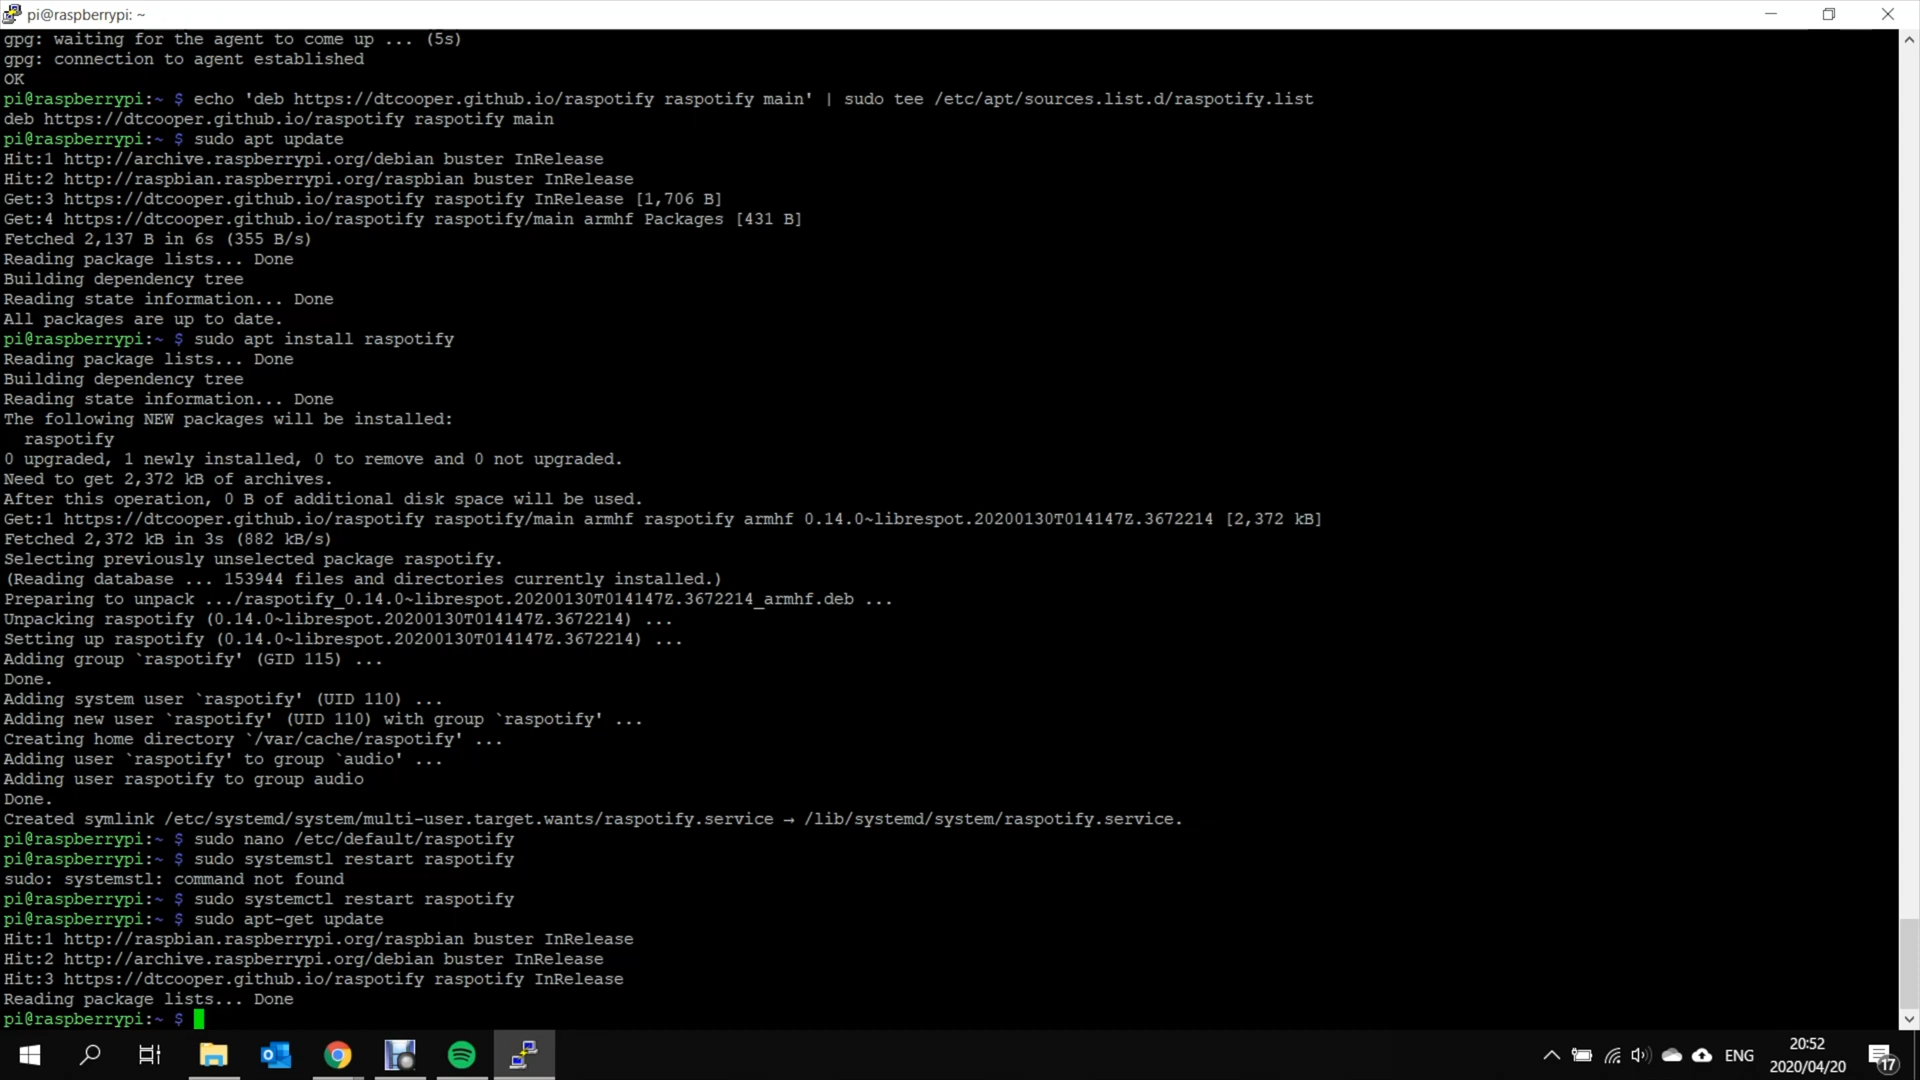 pi@raspberrypi: ~
gpg: waiting for the agent to come up ... (5s)
gpg: connection to agent established
OK
pi@raspberrypi:~ $ echo 'deb https://dtcooper.github.io/raspotify raspotify main' | sudo tee /etc/apt/sources.list.d/raspotify.list
deb https://dtcooper.github.io/raspotify raspotify main
pi@raspberrypi:~ $ sudo apt update
Hit:1 http://archive.raspberrypi.org/debian buster InRelease
Hit:2 http://raspbian.raspberrypi.org/raspbian buster InRelease
Get:3 https://dtcooper.github.io/raspotify raspotify InRelease [1,706 B]
Get:4 https://dtcooper.github.io/raspotify raspotify/main armhf Packages [431 B]
Fetched 2,137 B in 6s (355 B/s)
Reading package lists... Done
Building dependency tree
Reading state information... Done
All packages are up to date.
pi@raspberrypi:~ $ sudo apt install raspotify
Reading package lists... Done
Building dependency tree
Reading state information... Done
The following NEW packages will be installed:
  raspotify
0 upgraded, 1 newly installed, 0 to remove and 0 not upgraded.
Need to get 2,372 kB of archives.
After this operation, 0 B of additional disk space will be used.
Get:1 https://dtcooper.github.io/raspotify raspotify/main armhf raspotify armhf 0.14.0~librespot.20200130T014147Z.3672214 [2,372 kB]
Fetched 2,372 kB in 3s (882 kB/s)
Selecting previously unselected package raspotify.
(Reading database ... 153944 files and directories currently installed.)
Preparing to unpack .../raspotify_0.14.0~librespot.20200130T014147Z.3672214_armhf.deb ...
Unpacking raspotify (0.14.0~librespot.20200130T014147Z.3672214) ...
Setting up raspotify (0.14.0~librespot.20200130T014147Z.3672214) ...
Adding group `raspotify' (GID 115) ...
Done.
Adding system user `raspotify' (UID 110) ...
Adding new user `raspotify' (UID 110) with group `raspotify' ...
Creating home directory `/var/cache/raspotify' ...
Adding user `raspotify' to group `audio' ...
Adding user raspotify to group audio
Done.
Created symlink /etc/systemd/system/multi-user.target.wants/raspotify.service → /lib/systemd/system/raspotify.service.
pi@raspberrypi:~ $ sudo nano /etc/default/raspotify
pi@raspberrypi:~ $ sudo systemstl restart raspotify
sudo: systemstl: command not found
pi@raspberrypi:~ $ sudo systemctl restart raspotify
pi@raspberrypi:~ $ sudo apt-get update
Hit:1 http://raspbian.raspberrypi.org/raspbian buster InRelease
Hit:2 http://archive.raspberrypi.org/debian buster InRelease
Hit:3 https://dtcooper.github.io/raspotify raspotify InRelease
Reading package lists... Done
pi@raspberrypi:~ $
ENG
20:52
2020/04/20
17